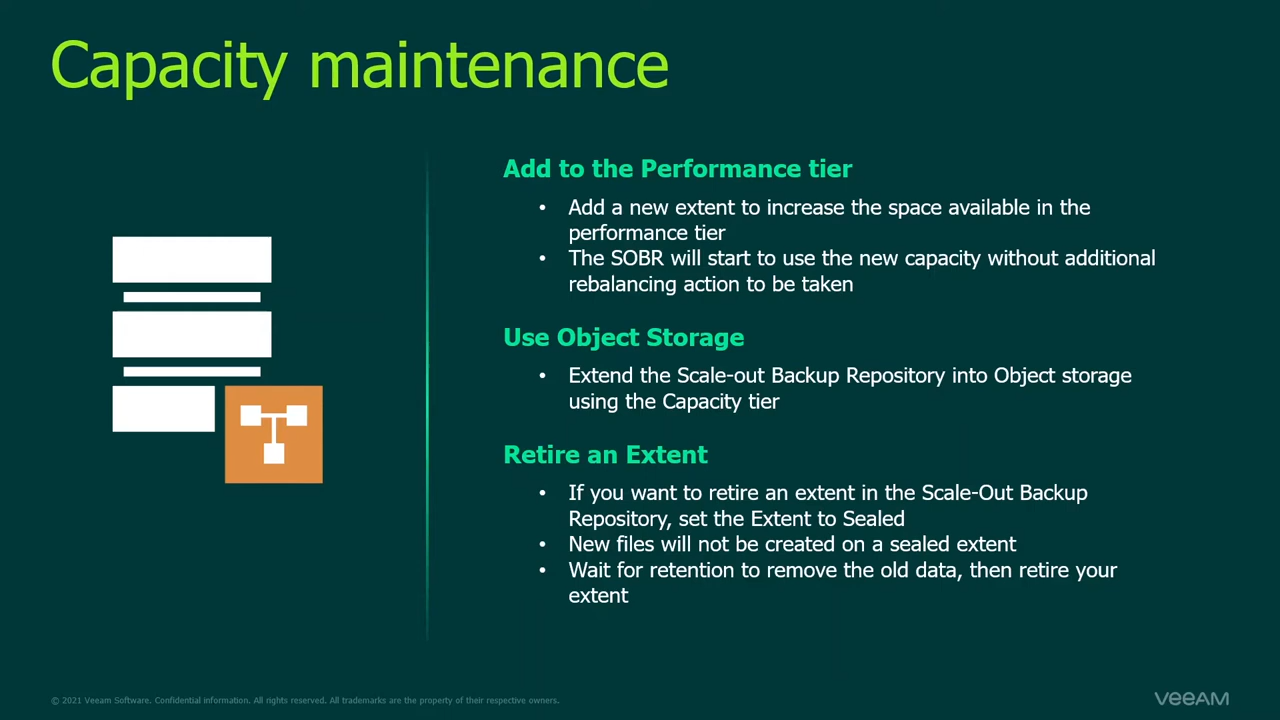 Capacity maintenance
Add to the Performance tier
• Add a new extent to increase the space available in the
performance tier
• The SOBR will start to use the new capacity without additional
rebalancing action to be taken
Use Object Storage
• Extend the Scale-out Backup Repository into Object storage
using the Capacity tier
Retire an Extent
• If you want to retire an extent in the Scale-Out Backup
Repository, set the Extent to Sealed
• New files will not be created on a sealed extent
• Wait for retention to remove the old data, then retire your
extent
© 2021 Veeam Software. Confidential information. All rights reserved. All trademarks are the property of their respective owners.
veeAM